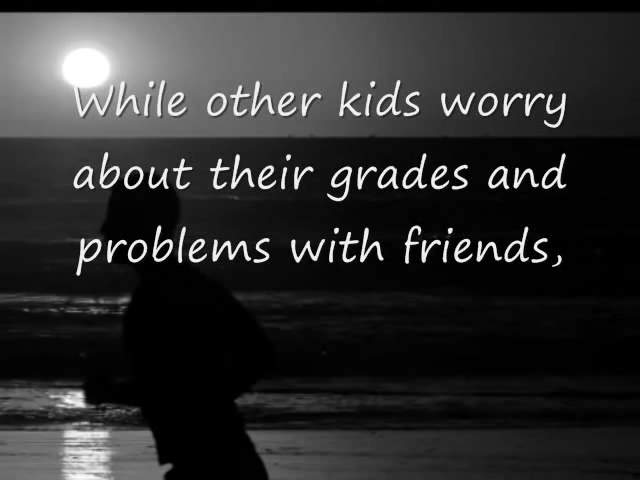 While other kids worry
about their grades and
problems with friends,